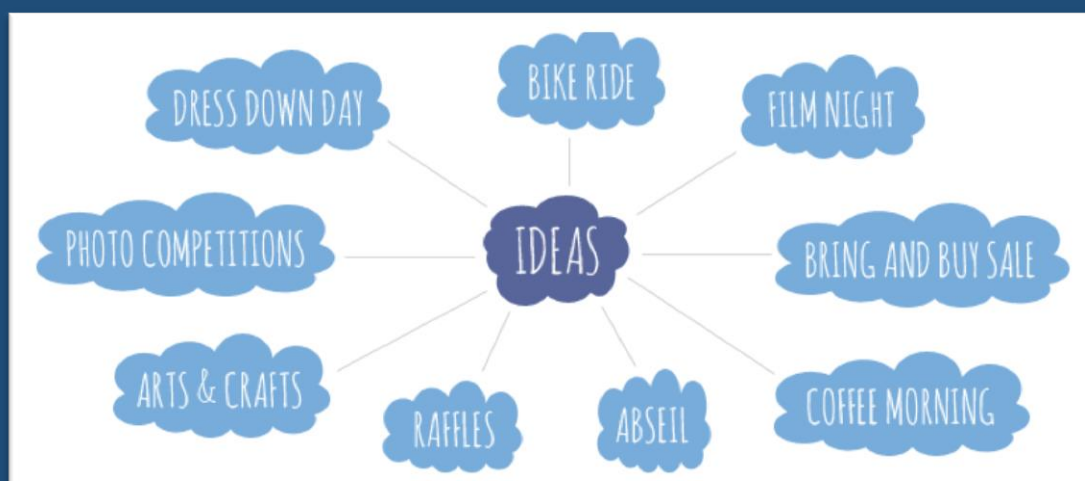 DRESS DOWN DAY
BIKE RIDE
FILM NIGHT
PHOTO COMPETITIONS
IDEAS
BRING AND BUY SALE
ARTS & CRAFTS
RAFFLES
ABSEIL
COFFEE MORNING